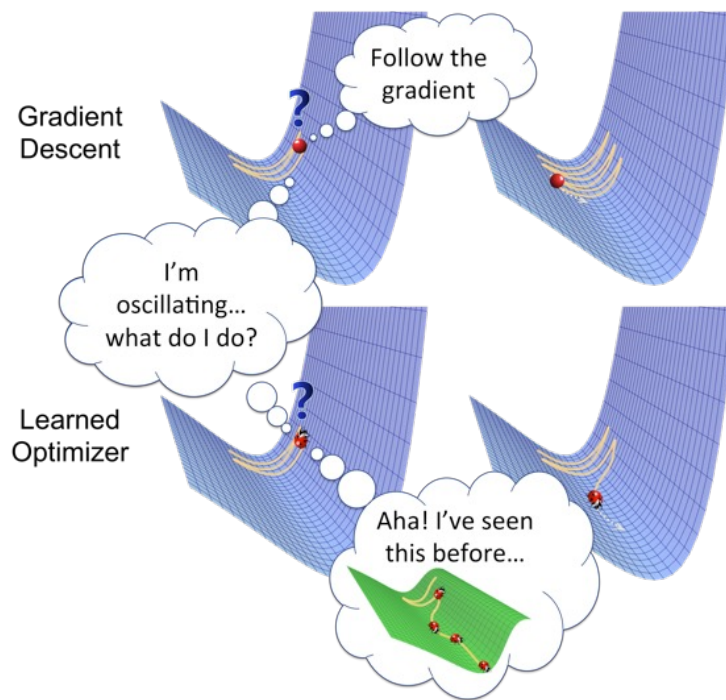 Follow the
gradient
?
Gradient
Descent
I'm
oscillating...
what do I do?
?
Learned
Optimizer
Aha! I've seen
this before...